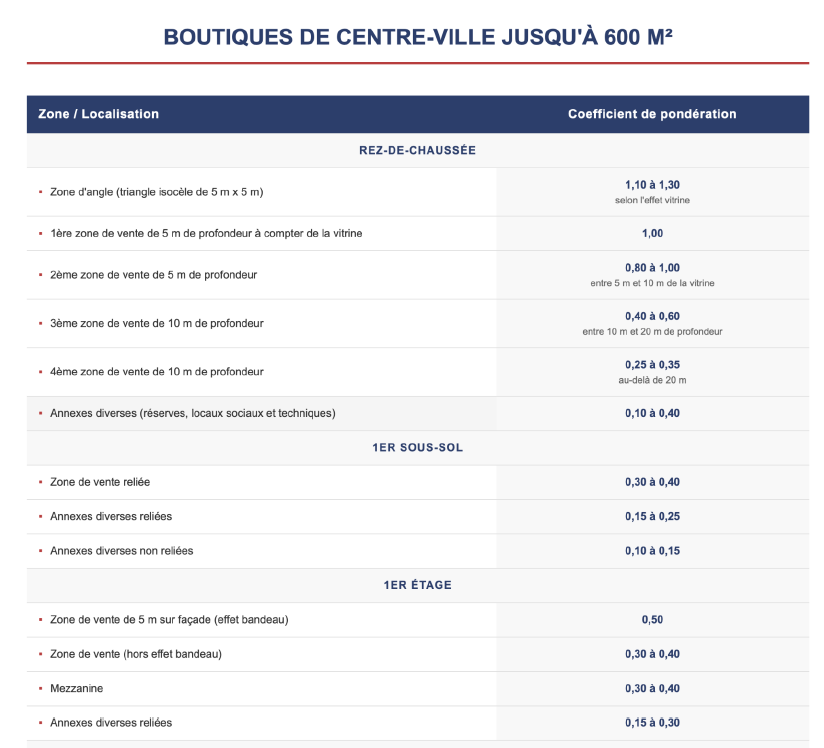 BOUTIQUES DE CENTRE-VILLE JUSQU'À 600 M²
Zone / Localisation Coefficient de pondération
REZ-DE-CHAUSSÉE
▪ Zone d'angle (triangle isocèle de 5 m x 5 m) 1,10 à 1,30
selon l'effet vitrine
▪ 1ère zone de vente de 5 m de profondeur à compter de la vitrine 1,00
▪ 2ème zone de vente de 5 m de profondeur 0,80 à 1,00
entre 5 m et 10 m de la vitrine
▪ 3ème zone de vente de 10 m de profondeur 0,40 à 0,60
entre 10 m et 20 m de profondeur
▪ 4ème zone de vente de 10 m de profondeur 0,25 à 0,35
au-delà de 20 m
▪ Annexes diverses (réserves, locaux sociaux et techniques) 0,10 à 0,40
1ER SOUS-SOL
▪ Zone de vente reliée 0,30 à 0,40
▪ Annexes diverses reliées 0,15 à 0,25
▪ Annexes diverses non reliées 0,10 à 0,15
1ER ÉTAGE
▪ Zone de vente de 5 m sur façade (effet bandeau) 0,50
▪ Zone de vente (hors effet bandeau) 0,30 à 0,40
▪ Mezzanine 0,30 à 0,40
▪ Annexes diverses reliées 0,15 à 0,30